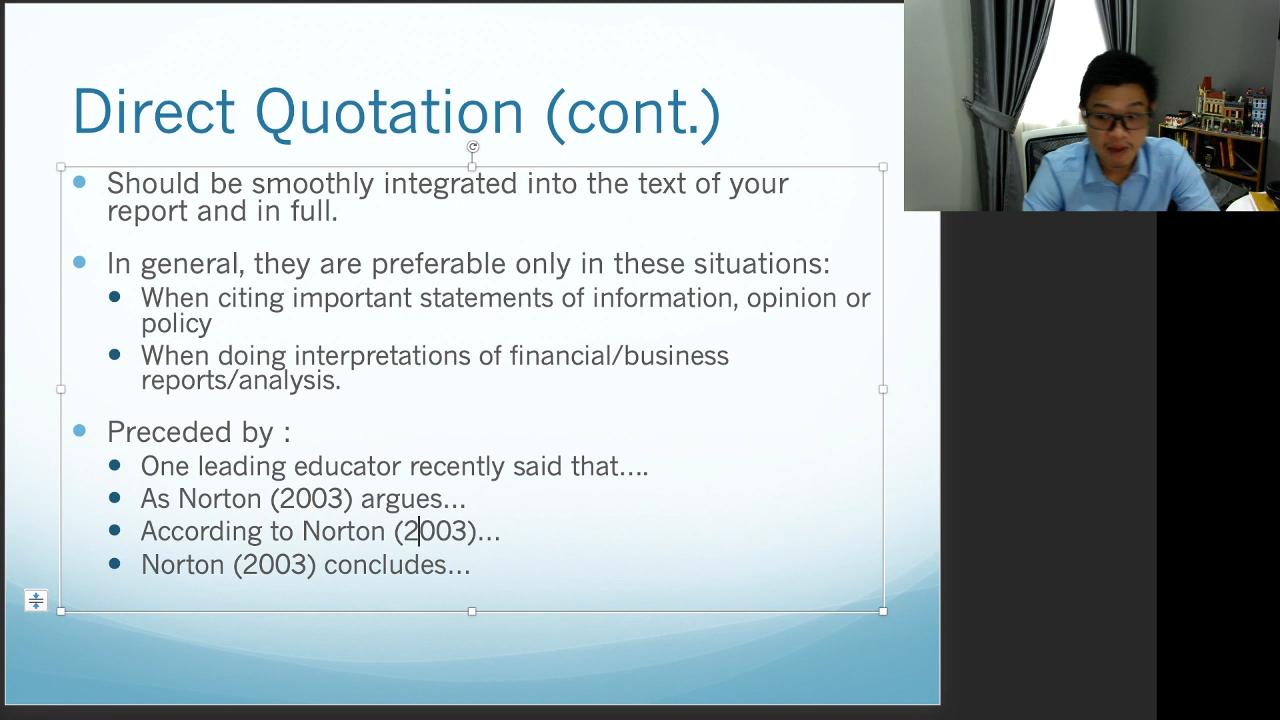 Direct Quotation (cont.)
Should be smoothly integrated into the text of your
report and in full.
In general, they are preferable only in these situations:
When citing important statements of information, opinion or
policy
When doing interpretations of financial/business
reports/analysis.
Preceded by :
One leading educator recently said that....
As Norton (2003) argues...
According to Norton (2003)...
Norton (2003) concludes...